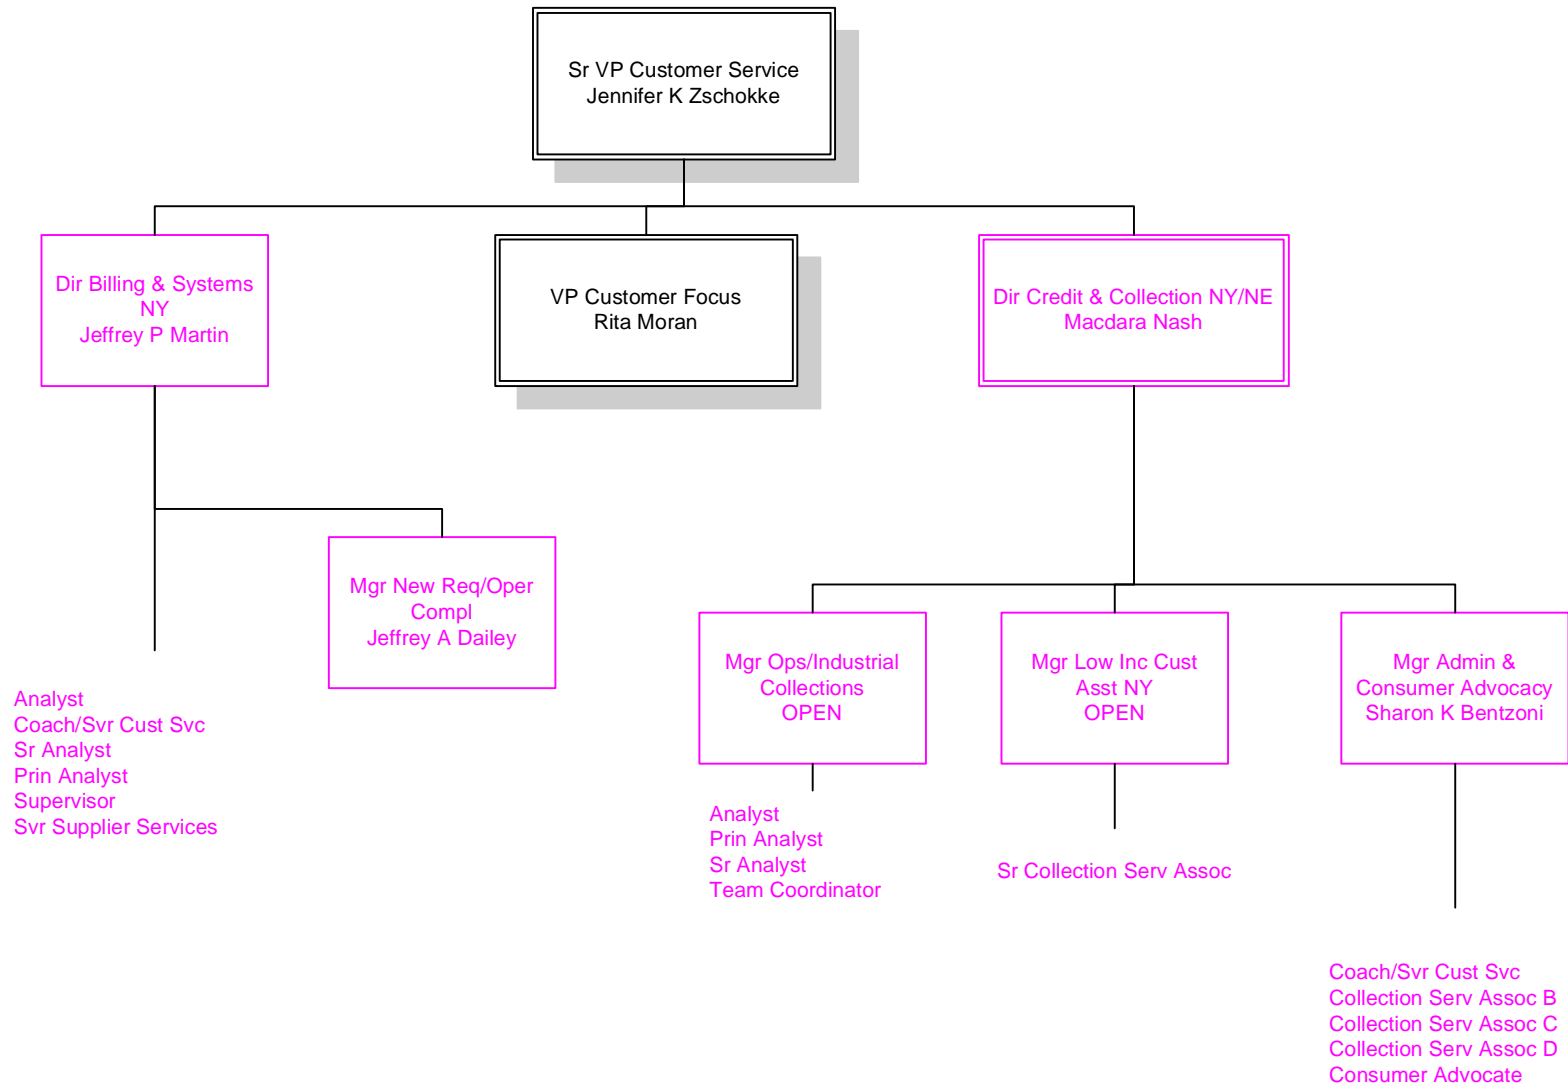 Sr VP Customer Service
Jennifer K Zschokke
Dir Billing & Systems
NY
Jeffrey P Martin
VP Customer Focus
Rita Moran
Dir Credit & Collection NY/NE
Macdara Nash
Mgr New Req/Oper
Compl
Jeffrey A Dailey
Analyst
Coach/Svr Cust Svc
Sr Analyst
Prin Analyst
Supervisor
Svr Supplier Services
Mgr Ops/Industrial
Collections
OPEN
Mgr Low Inc Cust
Asst NY
OPEN
Mgr Admin &
Consumer Advocacy
Sharon K Bentzoni
Analyst
Prin Analyst
Sr Analyst
Team Coordinator
Sr Collection Serv Assoc
Coach/Svr Cust Svc
Collection Serv Assoc B
Collection Serv Assoc C
Collection Serv Assoc D
Consumer Advocate